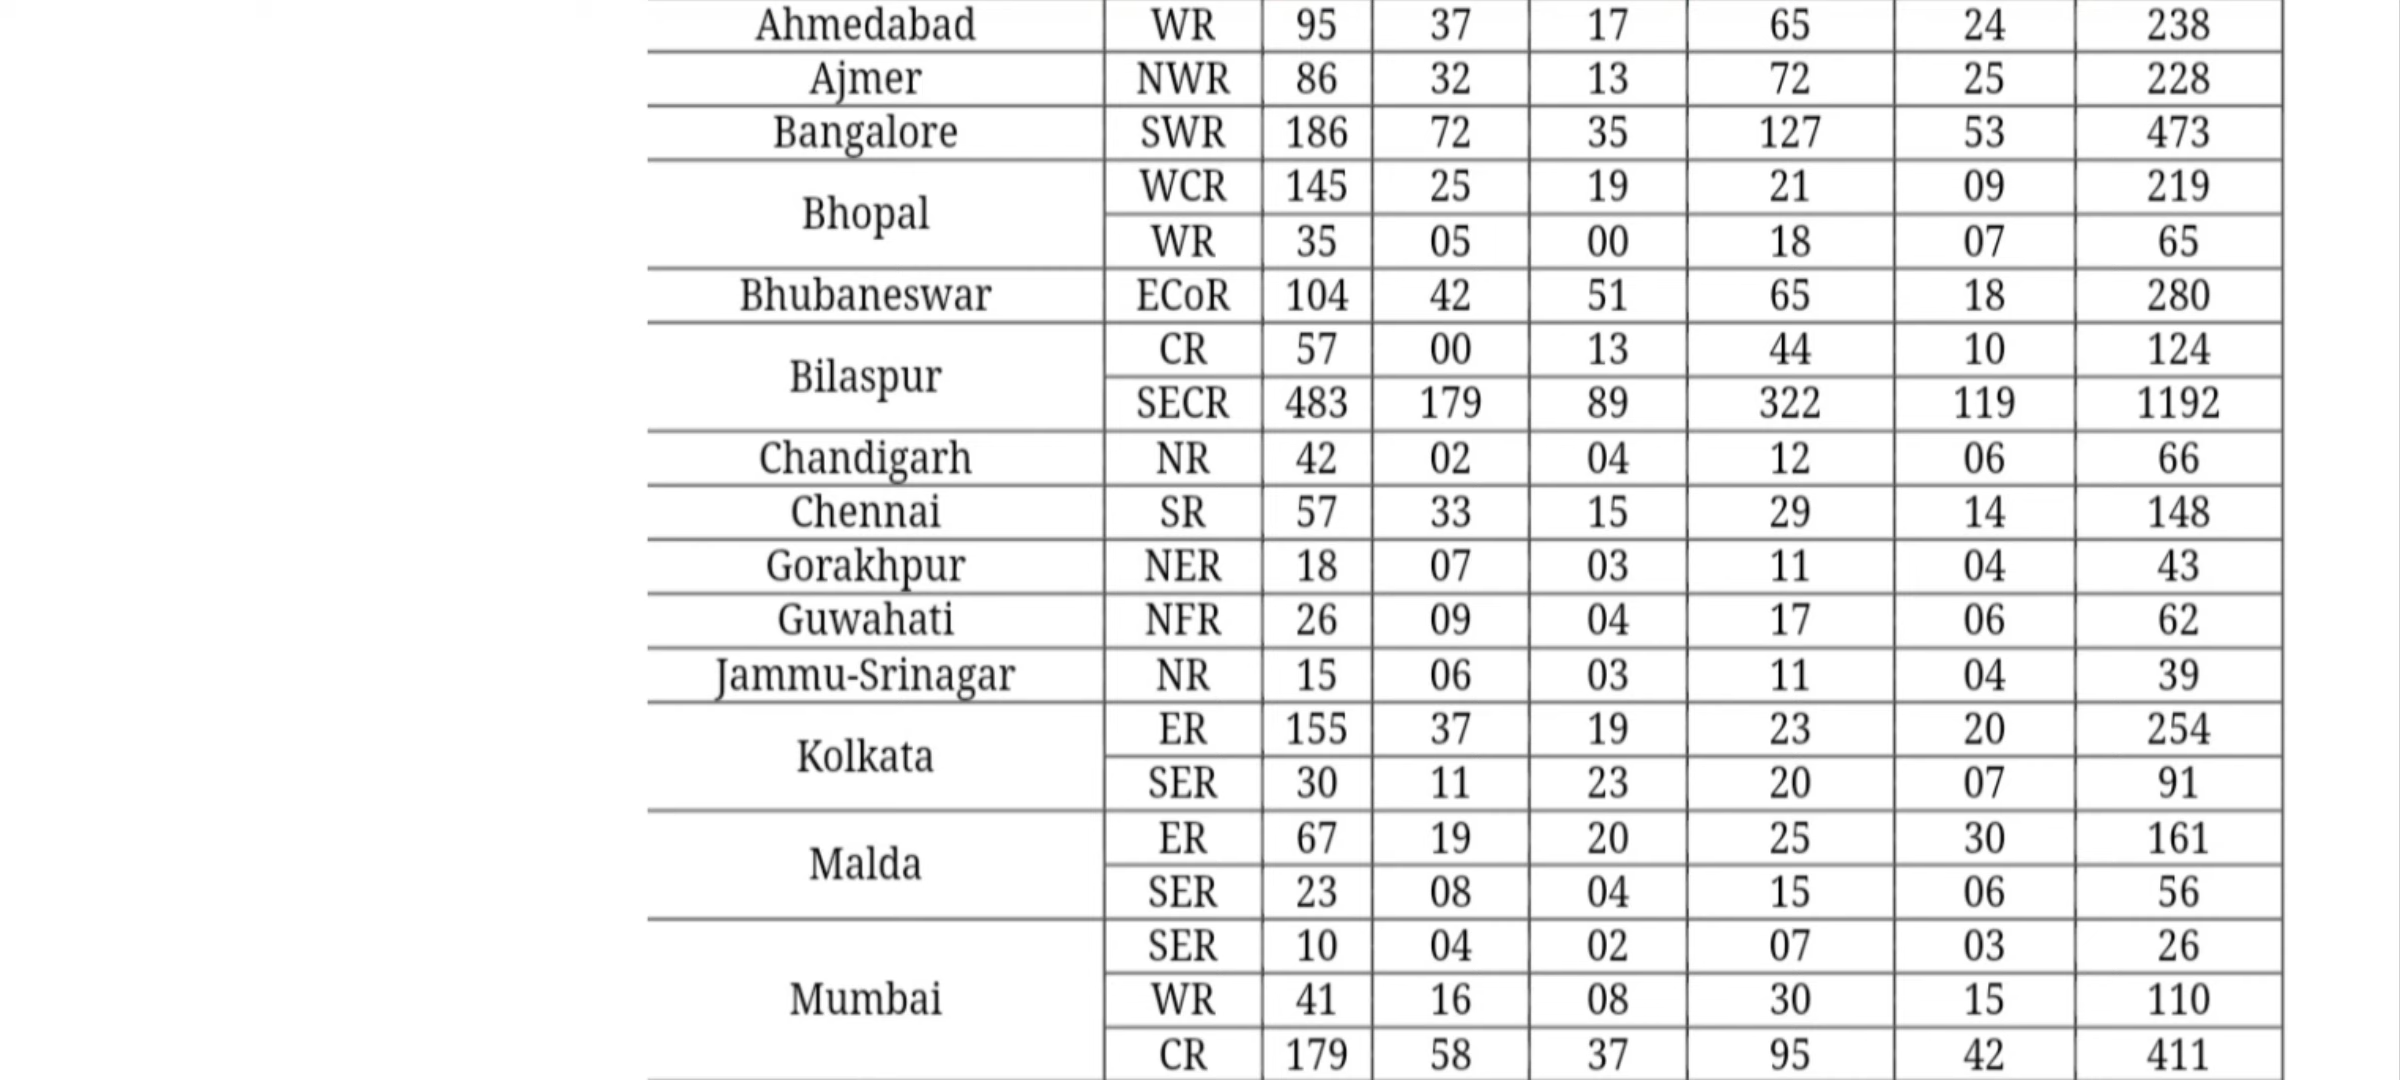 Ahmedabad WR 95 37 17 65 24 238
Ajmer NWR 86 32 13 72 25 228
Bangalore SWR 186 72 35 127 53 473
Bhopal WCR 145 25 19 21 09 219
WR 35 05 00 18 07 65
Bhubaneswar ECoR 104 42 51 65 18 280
Bilaspur CR 57 00 13 44 10 124
SECR 483 179 89 322 119 1192
Chandigarh NR 42 02 04 12 06 66
Chennai SR 57 33 15 29 14 148
Gorakhpur NER 18 07 03 11 04 43
Guwahati NFR 26 09 04 17 06 62
Jammu-Srinagar NR 15 06 03 11 04 39
Kolkata ER 155 37 19 23 20 254
SER 30 11 23 20 07 91
Malda ER 67 19 20 25 30 161
SER 23 08 04 15 06 56
Mumbai SER 10 04 02 07 03 26
WR 41 16 08 30 15 110
CR 179 58 37 95 42 411